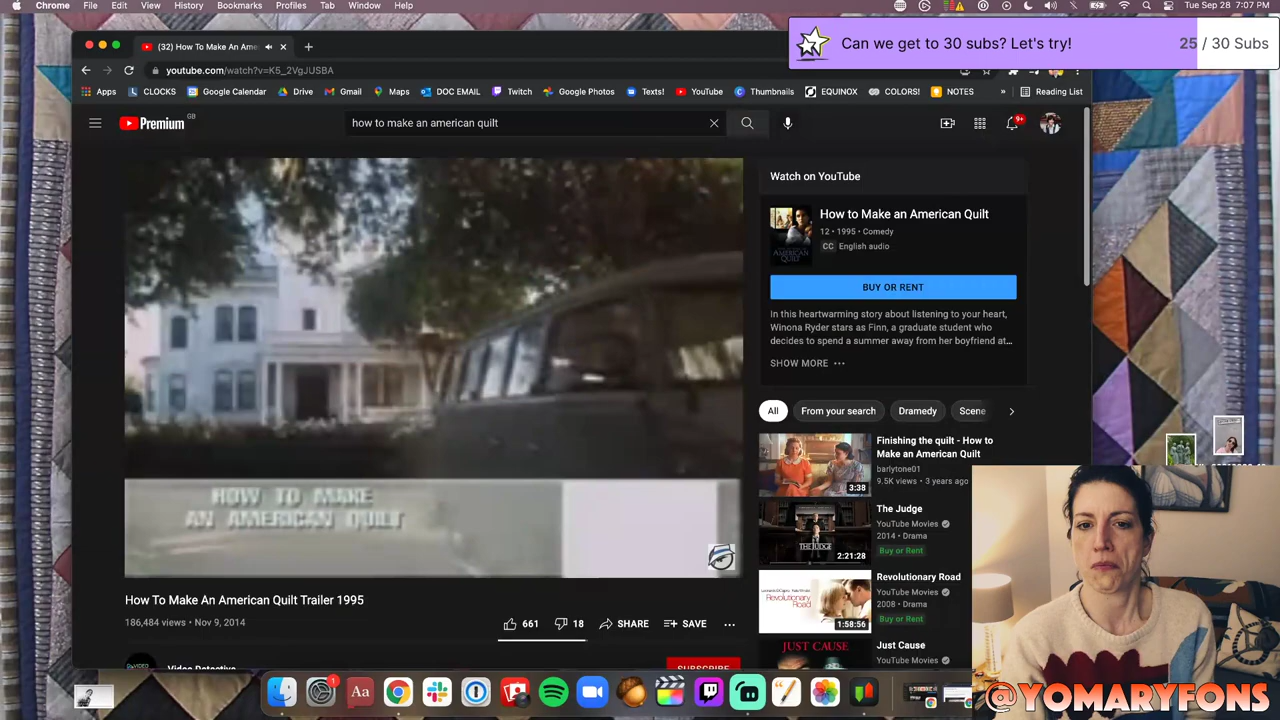 Chrome File Edit View History Bookmarks Profiles Tab Window Help
Tue Sep 28 7:07 PM
Can we get to 30 subs? Let's try! 25 / 30 Subs
(32) How To Make An Ame
youtube.com/watch?v=K5_2VgJUSBA
Apps CLOCKS Google Calendar Drive Gmail Maps DOC EMAIL Twitch Google Photos Texts! YouTube Thumbnails EQUINOX COLORS! NOTES » Reading List
Premium GB
how to make an american quilt
9+
Watch on YouTube
How to Make an American Quilt
12 • 1995 • Comedy
CC English audio
BUY OR RENT
In this heartwarming story about listening to your heart,
Winona Ryder stars as Finn, a graduate student who
decides to spend a summer away from her boyfriend at...
SHOW MORE
All From your search Dramedy Scene
Finishing the quilt - How to
Make an American Quilt
barlytone01
9.5K views • 3 years ago
3:38
The Judge
YouTube Movies
2014 • Drama
Buy or Rent
THE JUDGE
2:21:28
Revolutionary Road
YouTube Movies
2008 • Drama
Buy or Rent
1:58:56
Just Cause
YouTube Movies
JUST CAUSE
HOW TO MAKE
AN AMERICAN QUILT
How To Make An American Quilt Trailer 1995
186,484 views • Nov 9, 2014
661 18 SHARE SAVE
Video Detective
SUBSCRIBE
1
Aa
@YOMARYFONS